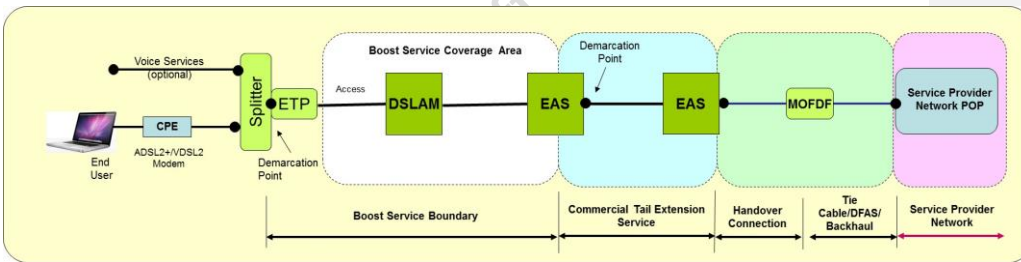 Voice Services
(optional)
CPE
ADSL2+/VDSL2
Modem
End
User
Splitter
ETP
Demarcation
Point
Access
Boost Service Coverage Area
DSLAM
EAS
Demarcation
Point
EAS
MOFDF
Service Provider
Network POP
Boost Service Boundary
Commercial Tail Extension
Service
Handover
Connection
Tie
Cable/DFAS/
Backhaul
Service Provider
Network